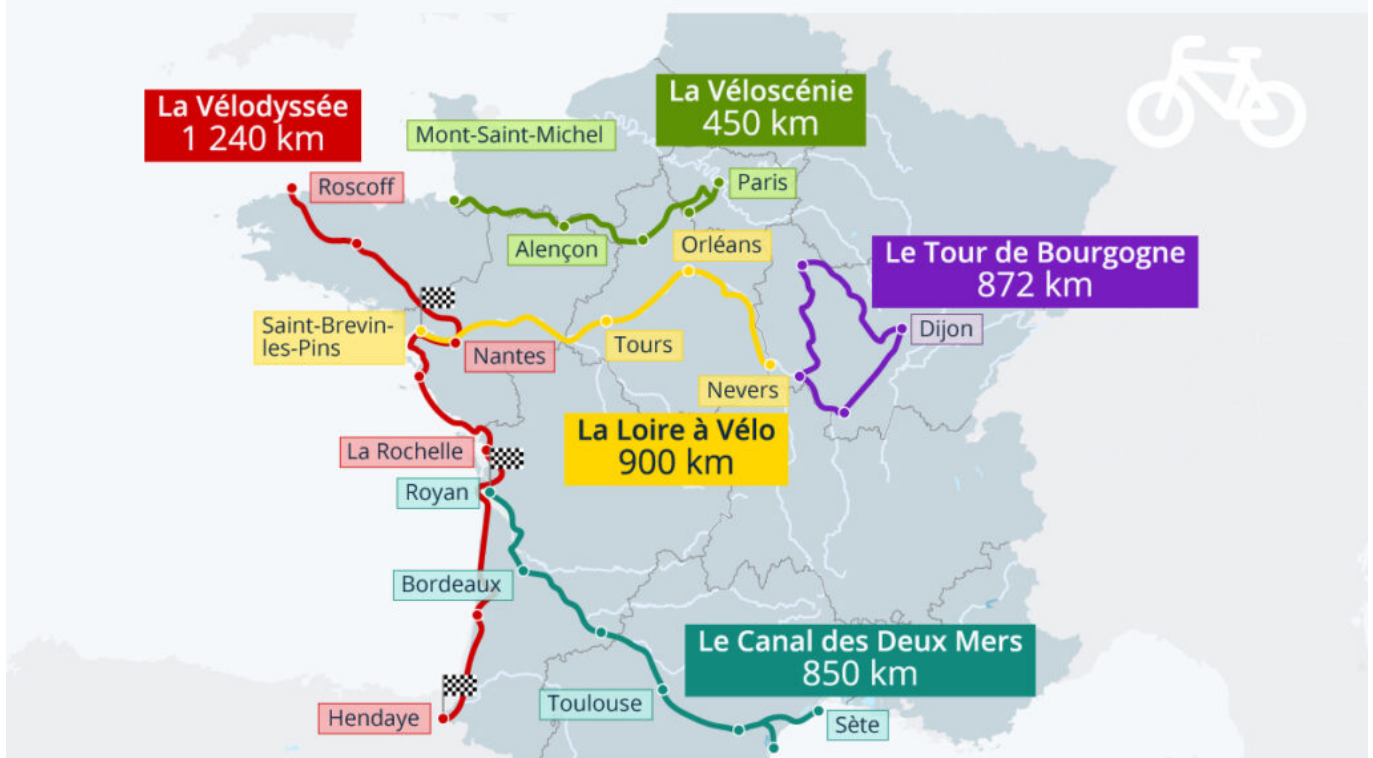 La Vélodyssée
1 240 km
La Véloscénie
450 km
Mont-Saint-Michel
Roscoff
Paris
Alençon
Orléans
Le Tour de Bourgogne
872 km
Saint-Brevin-
les-Pins
Dijon
Tours
Nantes
Nevers
La Loire à Vélo
900 km
La Rochelle
Royan
Bordeaux
Le Canal des Deux Mers
850 km
Toulouse
Hendaye
Sète